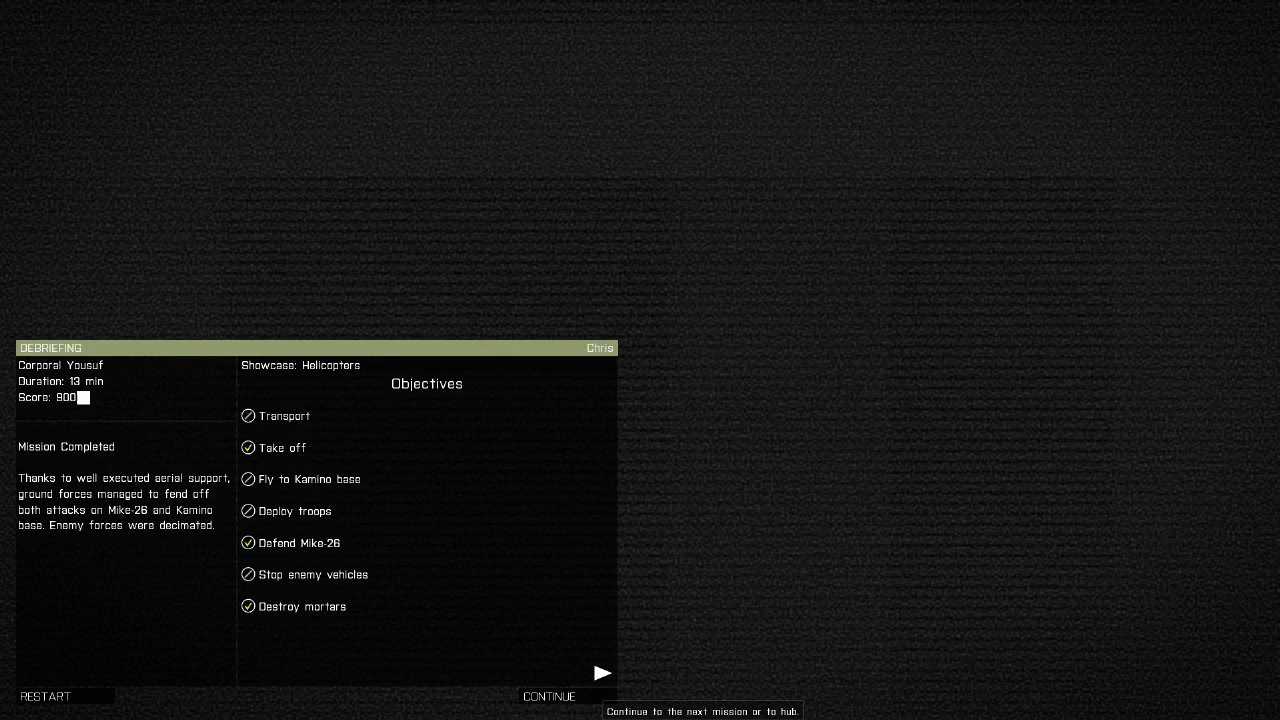 DEBRIEFING
Chris
Corporal Yousuf
Duration: 13 min
Score: 900
Mission Completed
Thanks to well executed aerial support,
ground forces managed to fend off
both attacks on Mike-26 and Kamino
base. Enemy forces were decimated.
Showcase: Helicopters
Objectives
Transport
Take off
Fly to Kamino base
Deploy troops
Defend Mike-26
Stop enemy vehicles
Destroy mortars
RESTART
CONTINUE
Continue to the next mission or to hub.